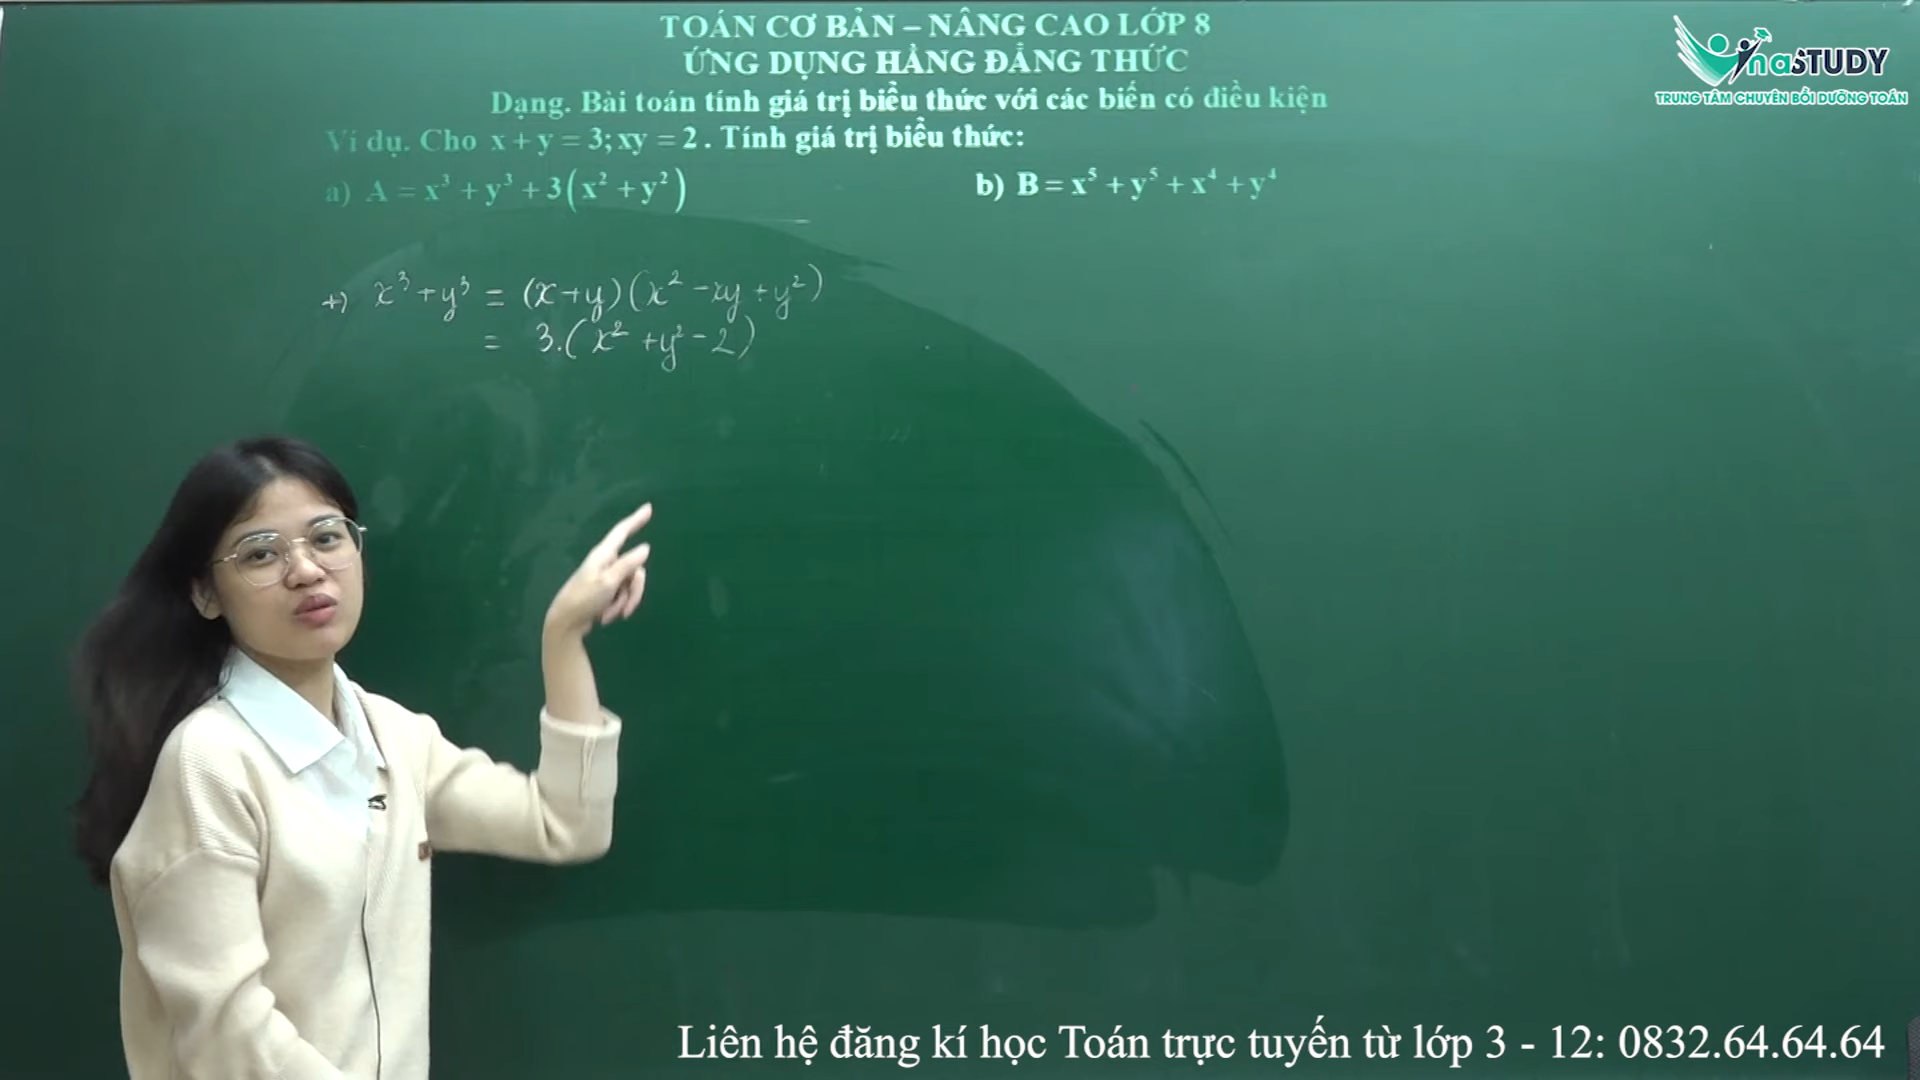 TOÁN CƠ BẢN – NÂNG CAO LỚP 8
ỨNG DỤNG HẰNG ĐẲNG THỨC
Dạng. Bài toán tính giá trị biểu thức với các biến có điều kiện
Ví dụ. Cho x + y = 3; xy = 2. Tính giá trị biểu thức:
a) A = x³ + y³ + 3(x² + y²)
b) B = x⁵ + y⁵ + x⁴ + y⁴
+) x³ + y³ = (x+y)(x² - xy + y²)
= 3.(x² + y² - 2)
VinaSTUDY
TRUNG TÂM CHUYÊN BỒI DƯỠNG TOÁN
Liên hệ đăng kí học Toán trực tuyến từ lớp 3 - 12: 0832.64.64.64